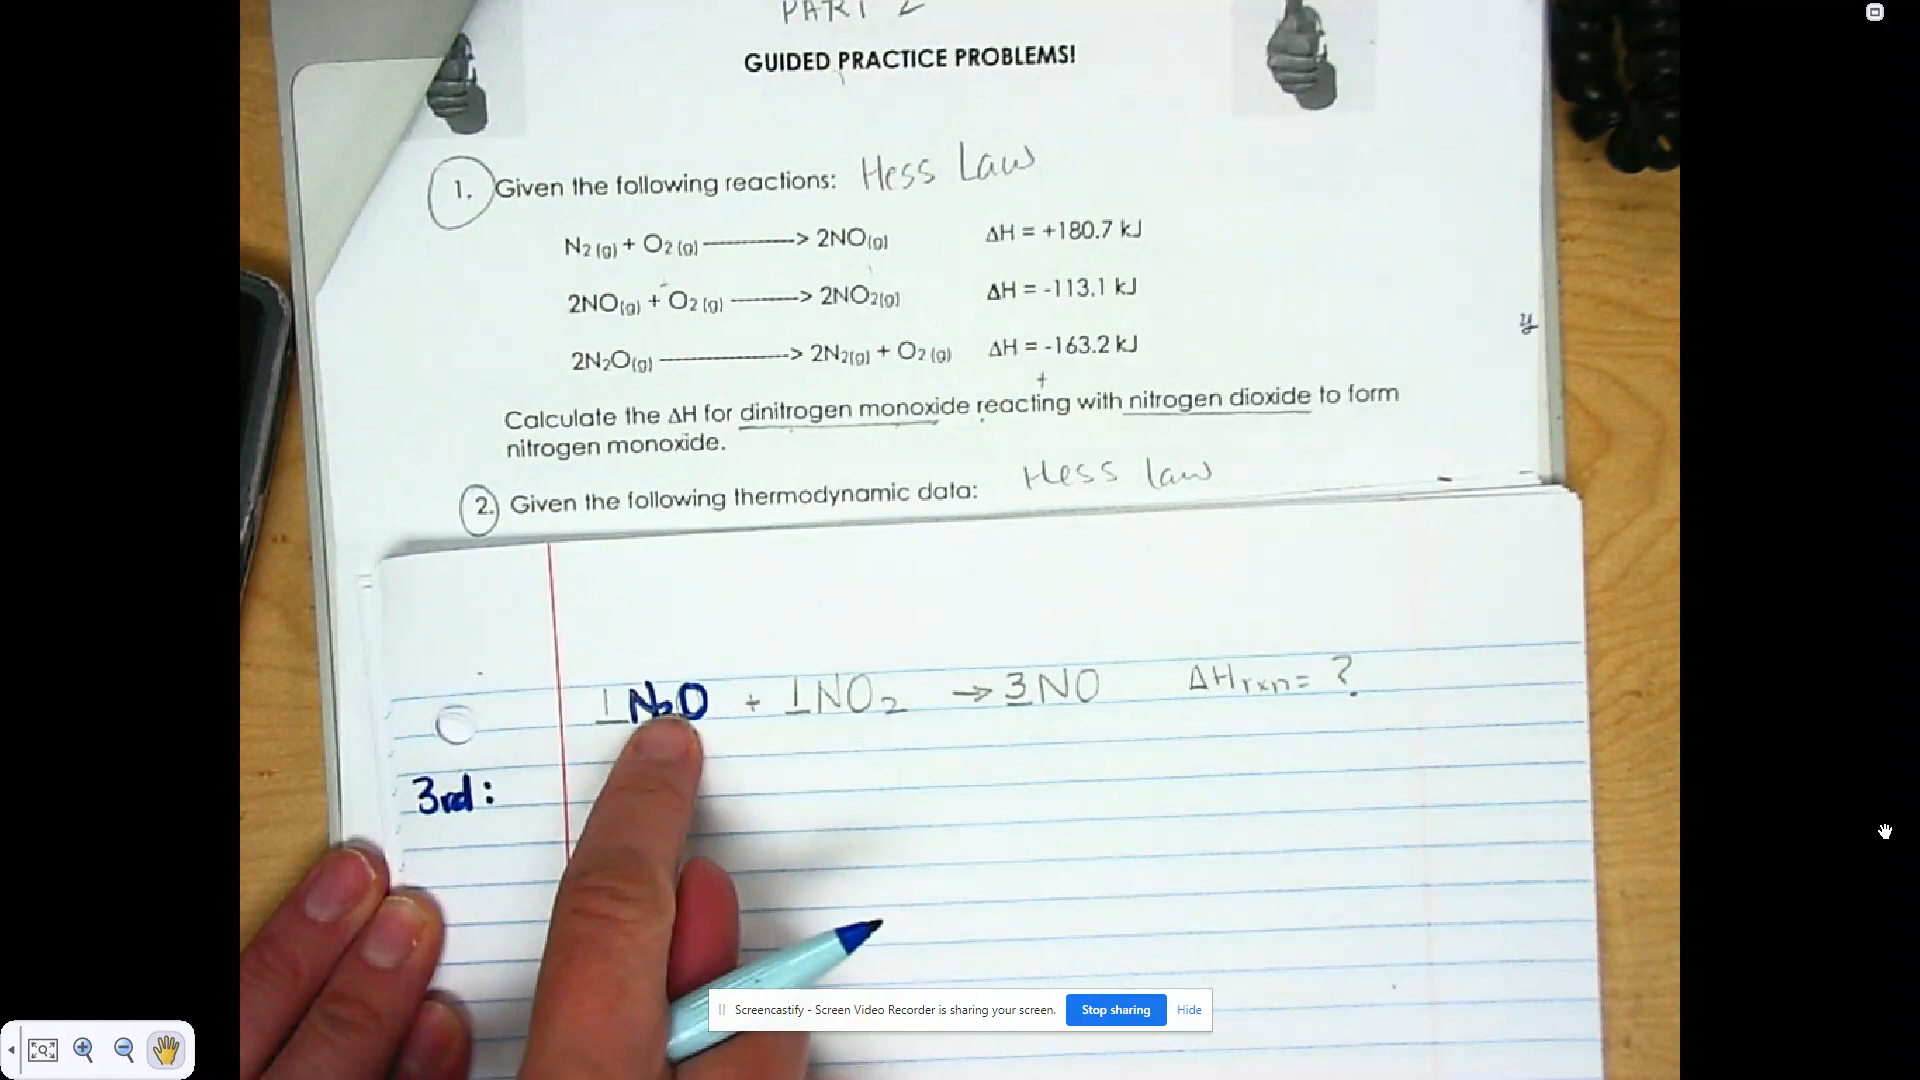 PART 2
GUIDED PRACTICE PROBLEMS!
1. Given the following reactions: Hess Law
N2 (g) + O2 (g) ----------> 2NO(g) ΔH = +180.7 kJ
2NO(g) + O2 (g) --------> 2NO2(g) ΔH = -113.1 kJ
2N2O(g) ---------------> 2N2(g) + O2 (g) ΔH = -163.2 kJ
+
Calculate the ΔH for dinitrogen monoxide reacting with nitrogen dioxide to form
nitrogen monoxide.
2. Given the following thermodynamic data: Hess law
1 N2O + 1 NO2 → 3 NO ΔHrxn = ?
3rd:
Screencastify - Screen Video Recorder is sharing your screen. Stop sharing Hide